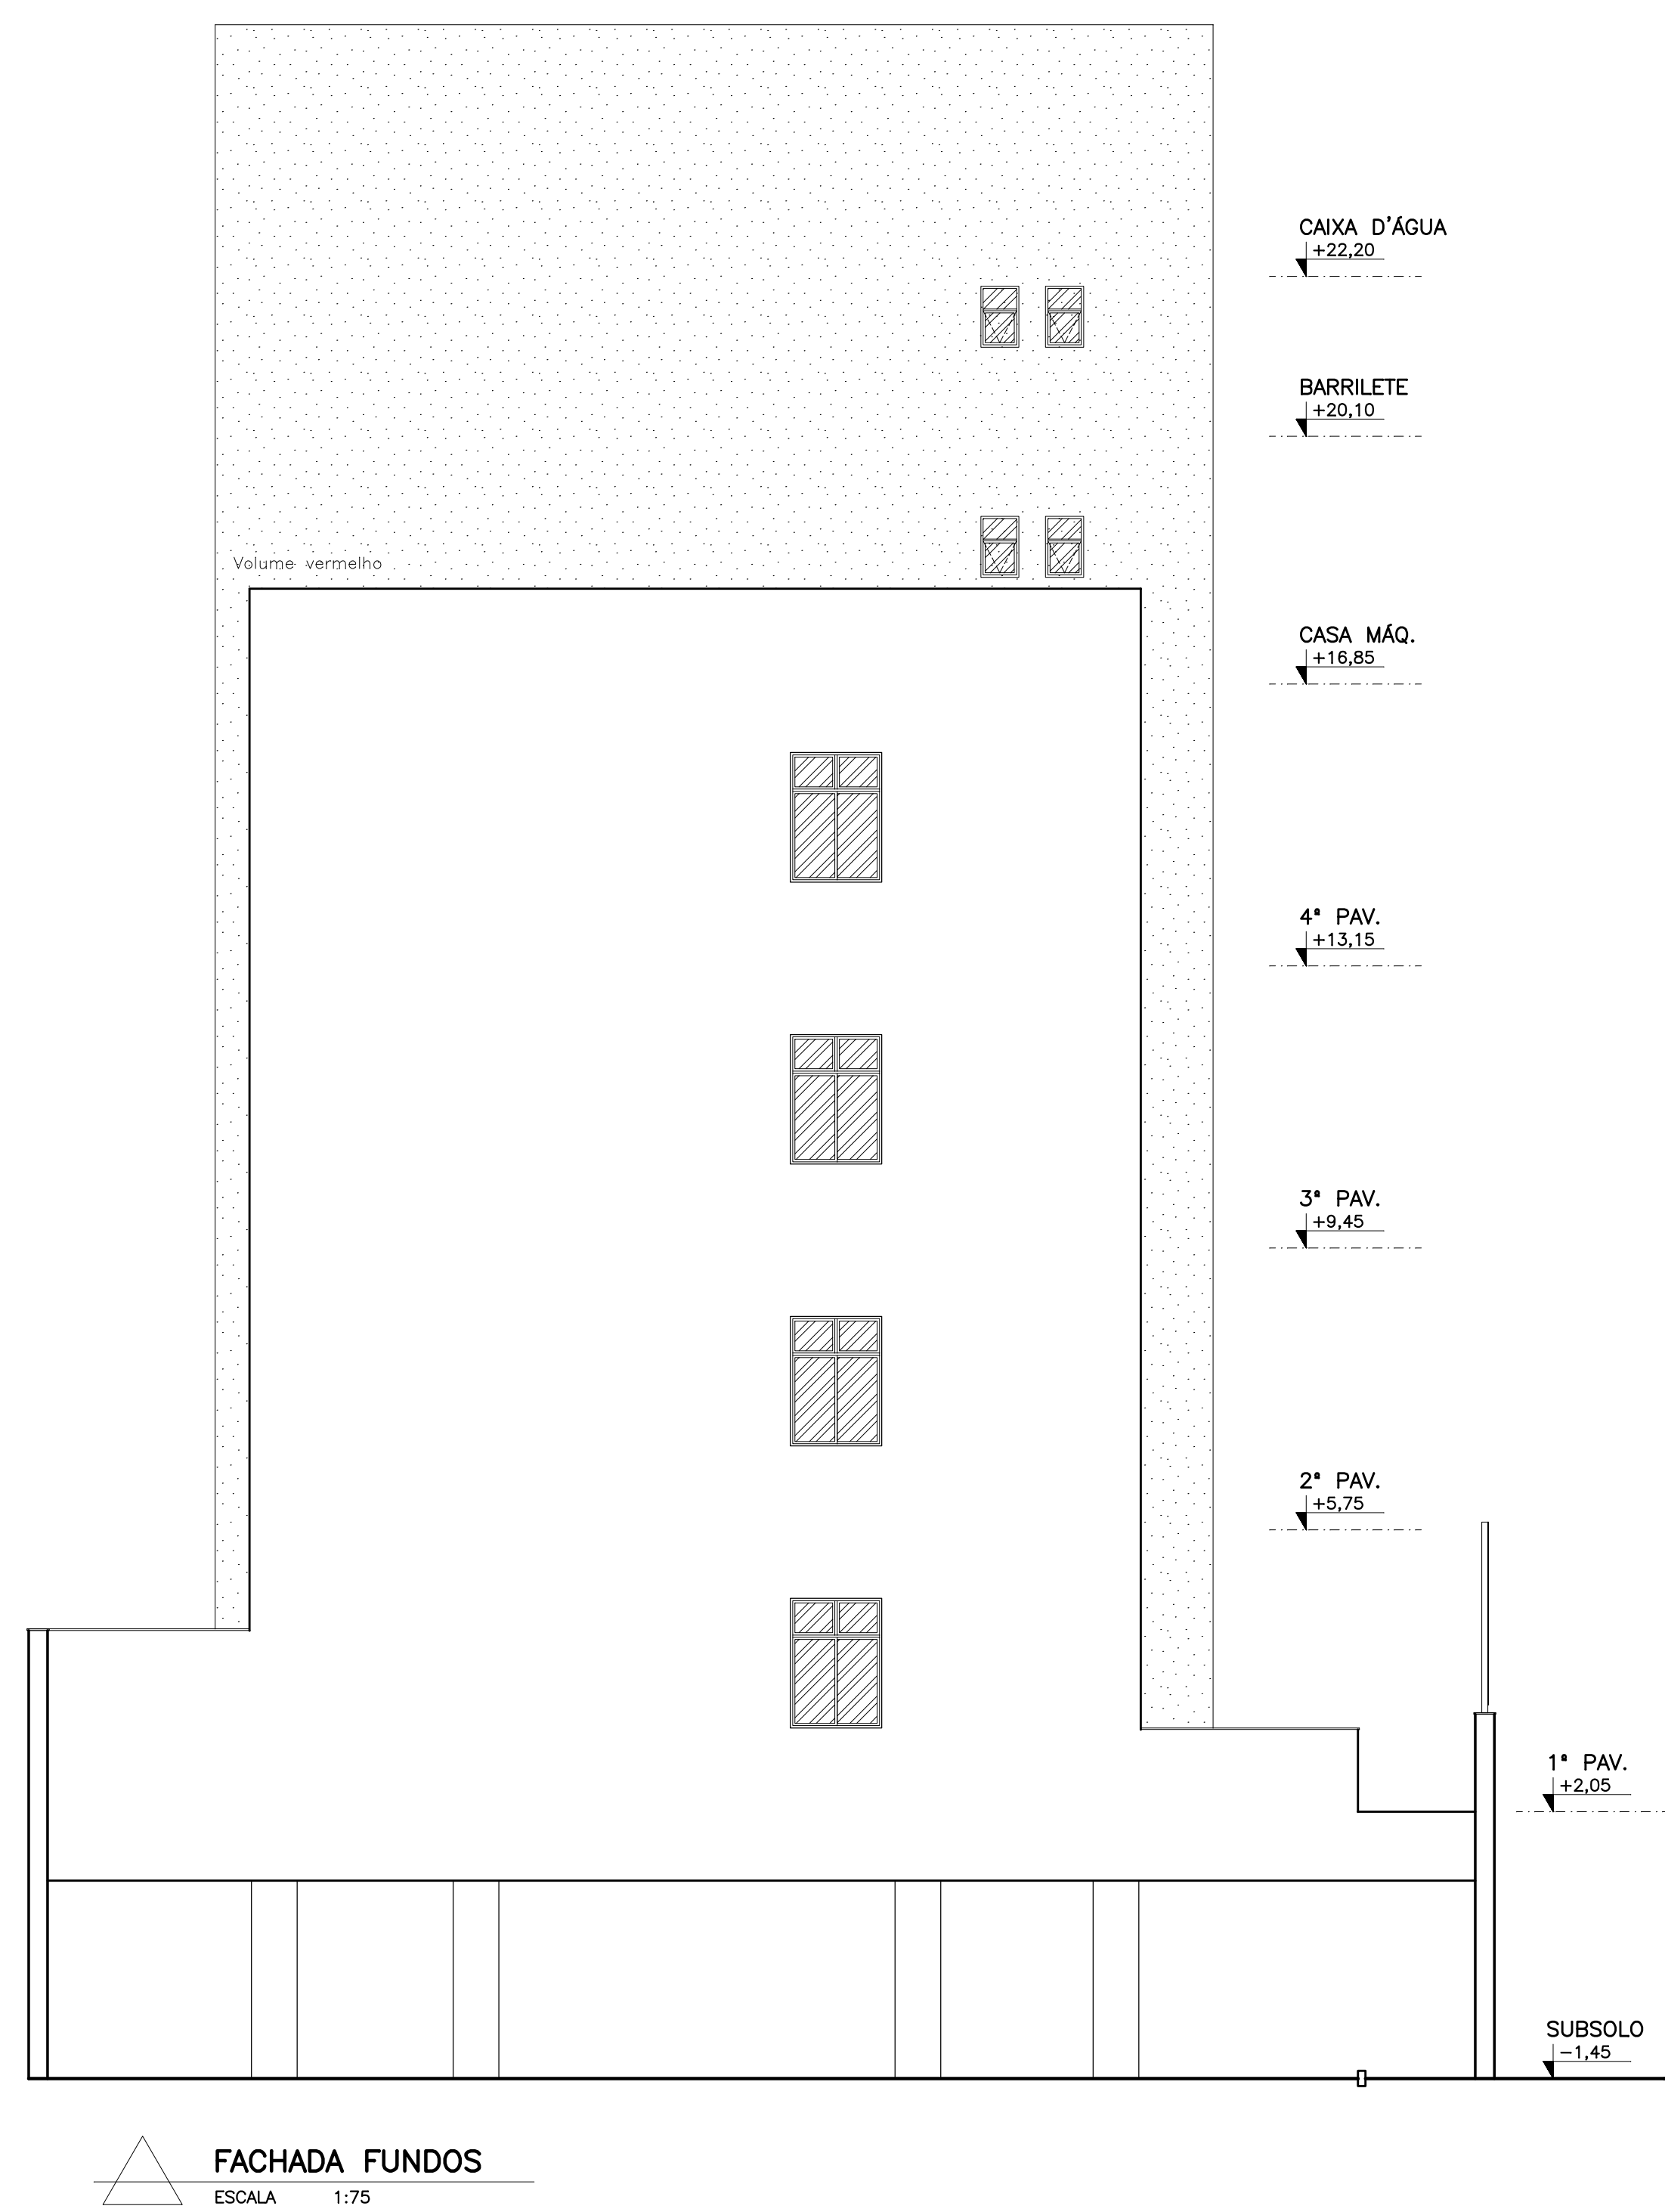 CAIXA D'ÁGUA
+22,20
BARRILETE
+20,10
Volume vermelho
CASA MÁQ.
+16,85
4ª PAV.
+13,15
3ª PAV.
+9,45
2ª PAV.
+5,75
1ª PAV.
+2,05
SUBSOLO
-1,45
FACHADA FUNDOS
ESCALA 1:75